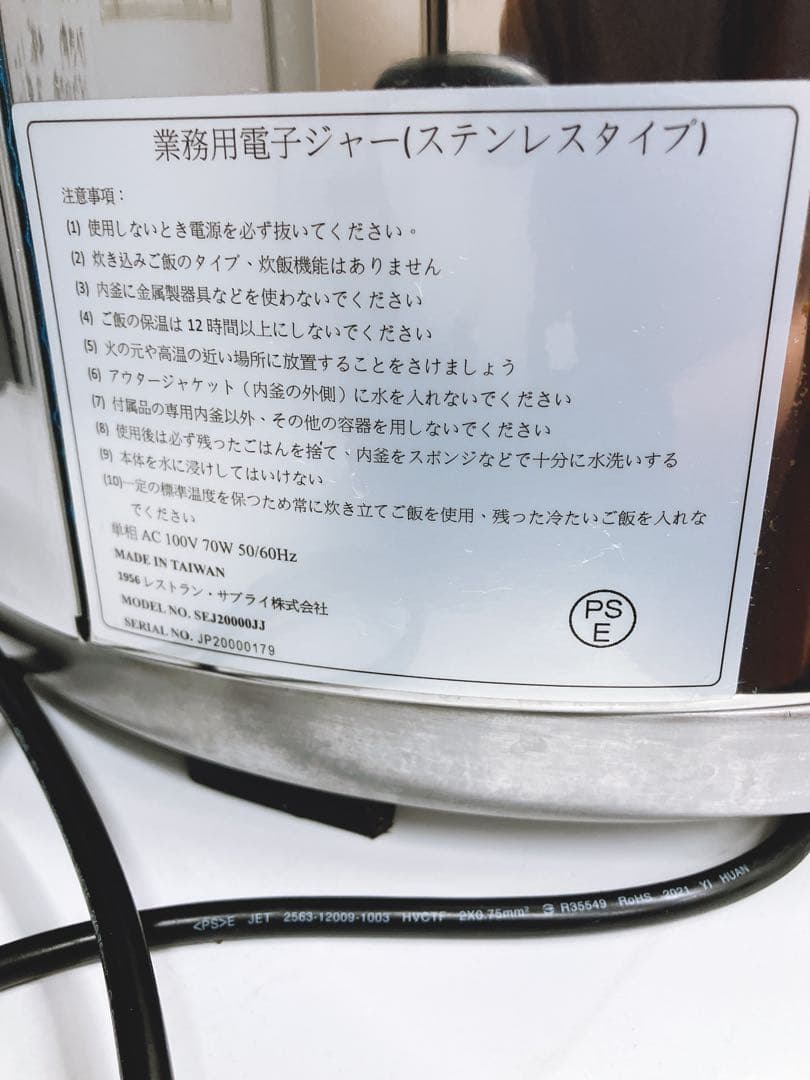 業務用電子ジャー(ステンレスタイプ)
注意事項：
(1) 使用しないとき電源を必ず抜いてください。
(2) 炊き込みご飯のタイプ、炊飯機能はありません
(3) 内釜に金属製器具などを使わないでください
(4) ご飯の保温は 12 時間以上にしないでください
(5) 火の元や高温の近い場所に放置することをさけましょう
(6) アウタージャケット（内釜の外側）に水を入れないでください
(7) 付属品の専用内釜以外、その他の容器を用しないでください
(8) 使用後は必ず残ったごはんを捨て、内釜をスポンジなどで十分に水洗いする
(9) 本体を水に浸けしてはいけない
(10)一定の標準温度を保つため常に炊き立てご飯を使用、残った冷たいご飯を入れな
でください
単相 AC 100V 70W 50/60Hz
MADE IN TAIWAN
1956 レストラン・サプライ株式会社
MODEL NO. SEJ20000JJ
SERIAL NO. JP20000179
PS
E
<PS>E JET 2563-12009-1003 HVCTF 2X0.75mm² R35549 RoHS 2021 YI HUAN